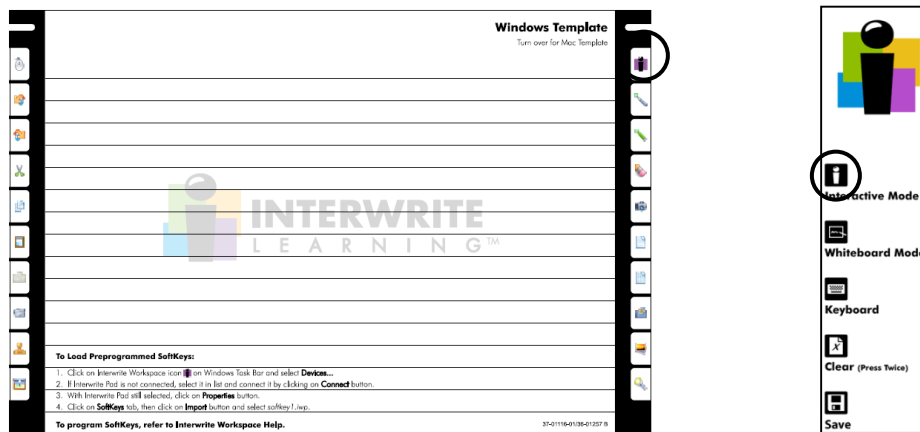 Windows Template
Turn over for Mac Template
INTERWRITE
LEARNING™
To Load Preprogrammed SoftKeys:
1. Click on Interwrite Workspace icon on Windows Task Bar and select Devices...
2. If Interwrite Pad is not connected, select it in list and connect it by clicking on Connect button.
3. With Interwrite Pad still selected, click on Properties button.
4. Click on SoftKeys tab, then click on Import button and select softkey1.iwp.
To program SoftKeys, refer to Interwrite Workspace Help.
37-01116-01/36-01257 B
Interactive Mode
Whiteboard Mode
Keyboard
Clear (Press Twice)
Save